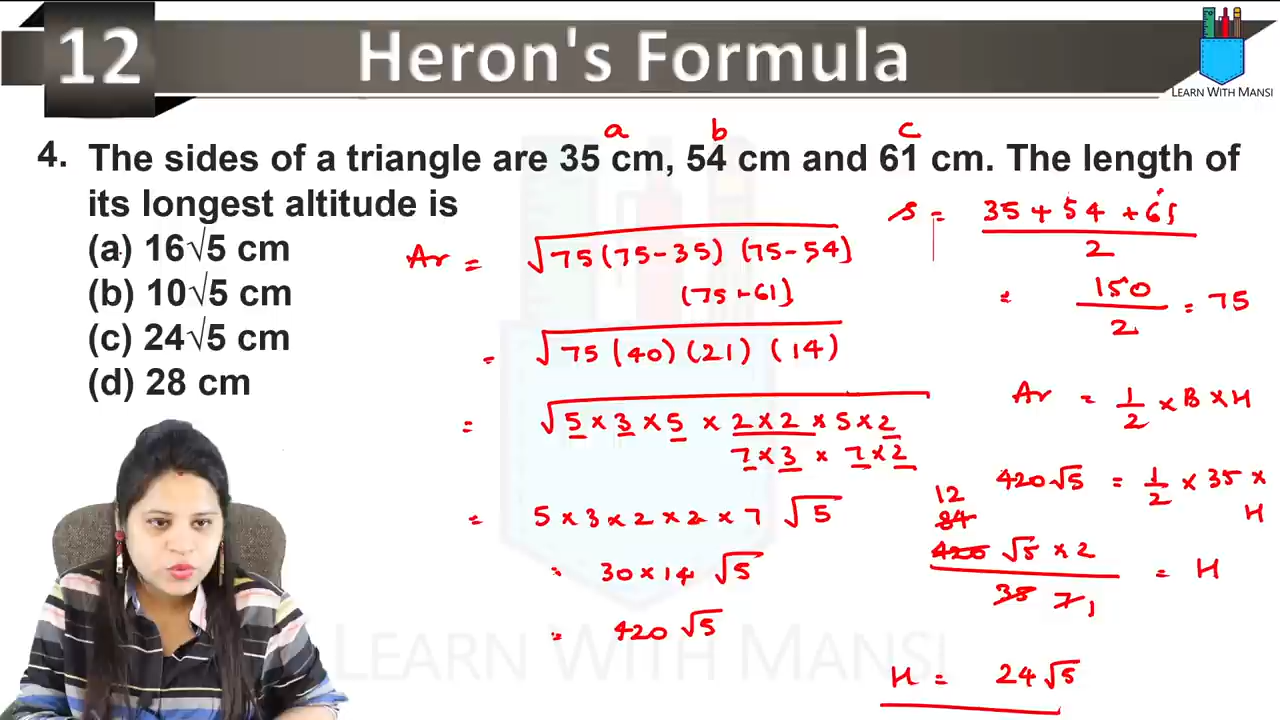 12 Heron's Formula
LEARN WITH MANSI
a b c
4. The sides of a triangle are 35 cm, 54 cm and 61 cm. The length of
its longest altitude is
(a) 16√5 cm
(b) 10√5 cm
(c) 24√5 cm
(d) 28 cm
Ar = √75(75-35) (75-54)
(75-61)
= √75(40)(21)(14)
= √5×3×5×2×2×5×2
7×3×7×2
= 5×3×2×2×7√5
= 30×14√5
= 420√5
s = 35+54+61
2
= 150/2 = 75
Ar = 1/2 × B × H
420√5 = 1/2 × 35 ×
H
12
84
420√5 × 2
35 7 1
= H
H = 24√5
LEARN WITH MANSI